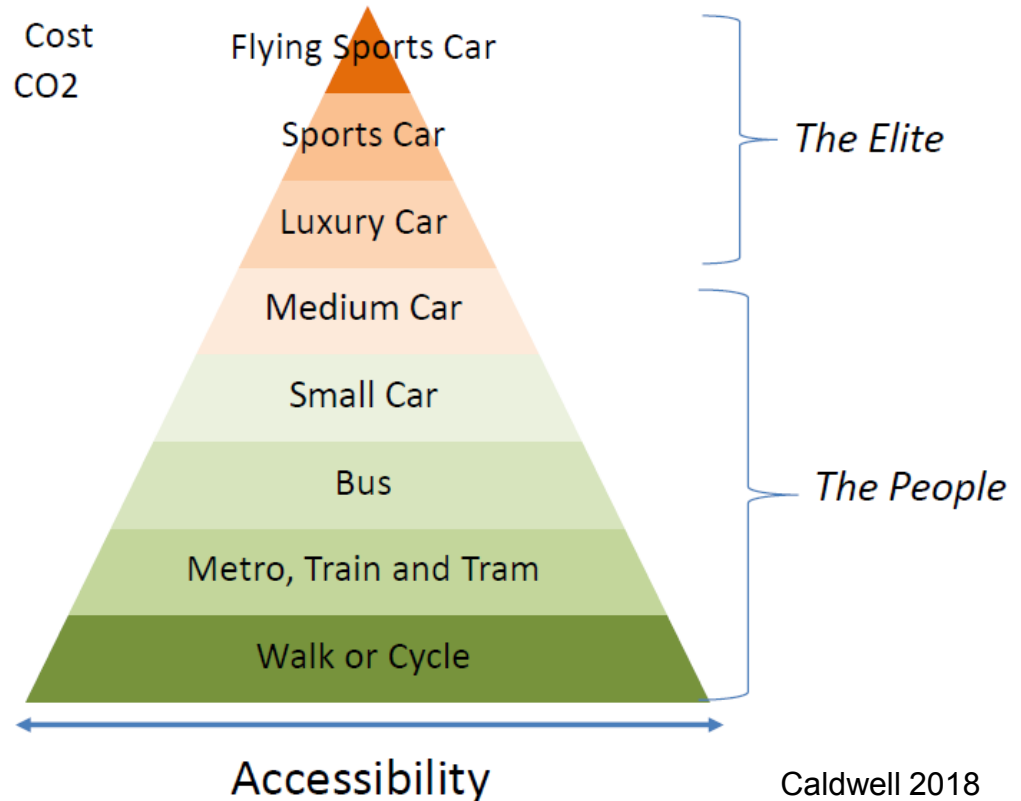 Cost
CO2
Flying Sports Car
Sports Car
The Elite
Luxury Car
Medium Car
Small Car
Bus
The People
Metro, Train and Tram
Walk or Cycle
Accessibility
Caldwell 2018